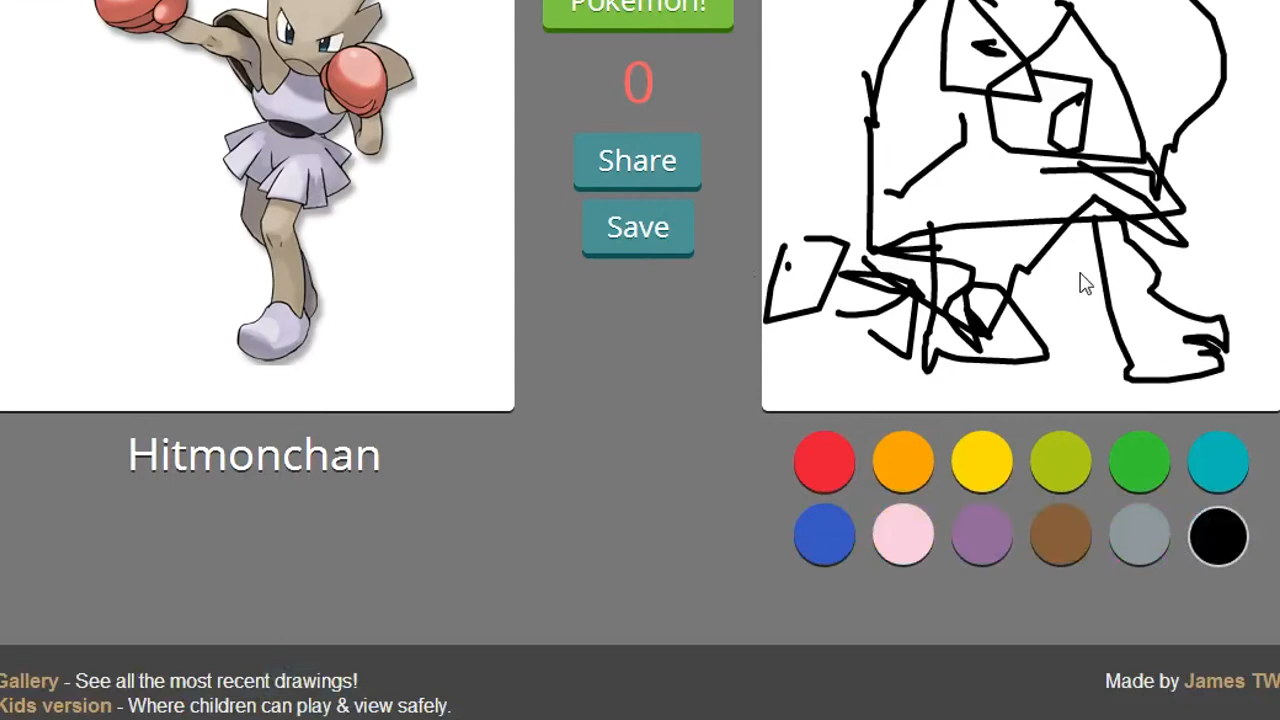 Pokemon!
0
Share
Save
Hitmonchan
Gallery - See all the most recent drawings!
Made by James TW
Kids version - Where children can play & view safely.